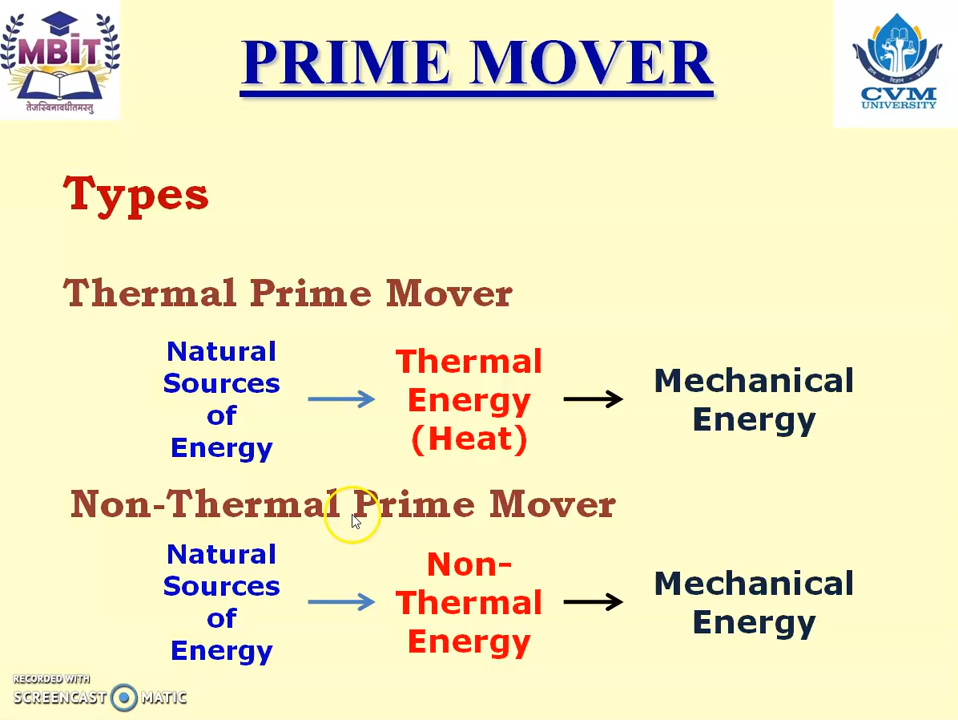 MBiT
तेजस्विनावधीतमस्तु
PRIME MOVER
CVM
UNIVERSITY
Types
Thermal Prime Mover
Natural
Sources
of
Energy
Thermal
Energy
(Heat)
Mechanical
Energy
Non-Thermal Prime Mover
Natural
Sources
of
Energy
Non-
Thermal
Energy
Mechanical
Energy
RECORDED WITH
SCREENCAST MATIC